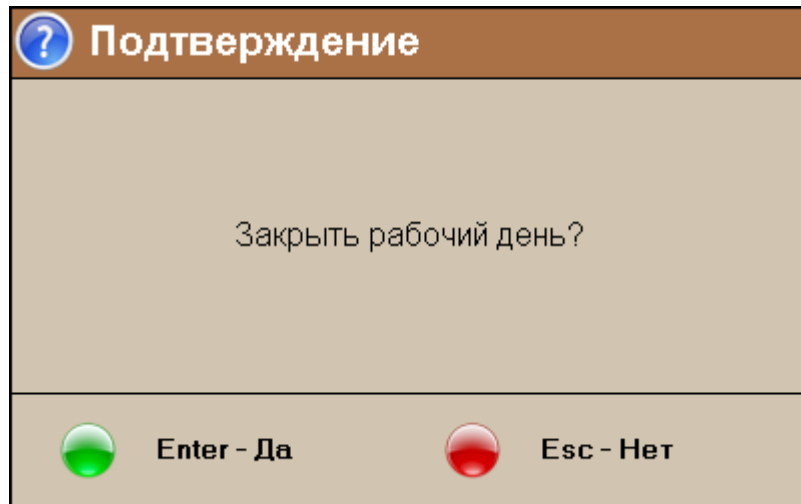 Подтверждение
Закрыть рабочий день?
Enter - Да
Esc - Нет